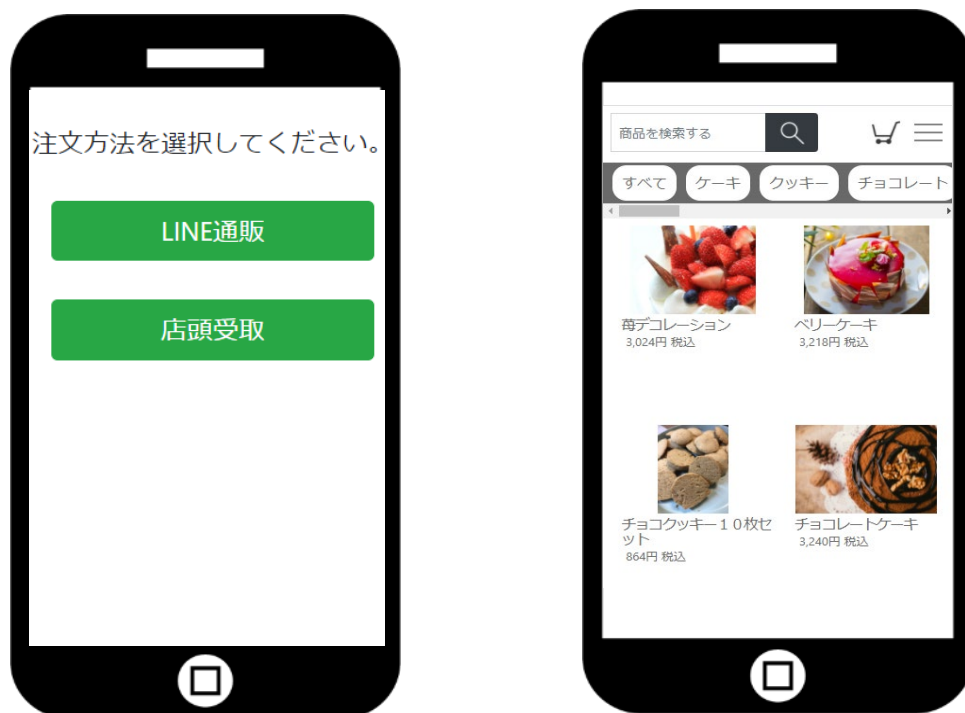 注文方法を選択してください。
LINE通販
店頭受取
商品を検索する
すべて ケーキ クッキー チョコレート
苺デコレーション
3,024円 税込
ベリーケーキ
3,218円 税込
チョコクッキー１０枚セ
ット
864円 税込
チョコレートケーキ
3,240円 税込